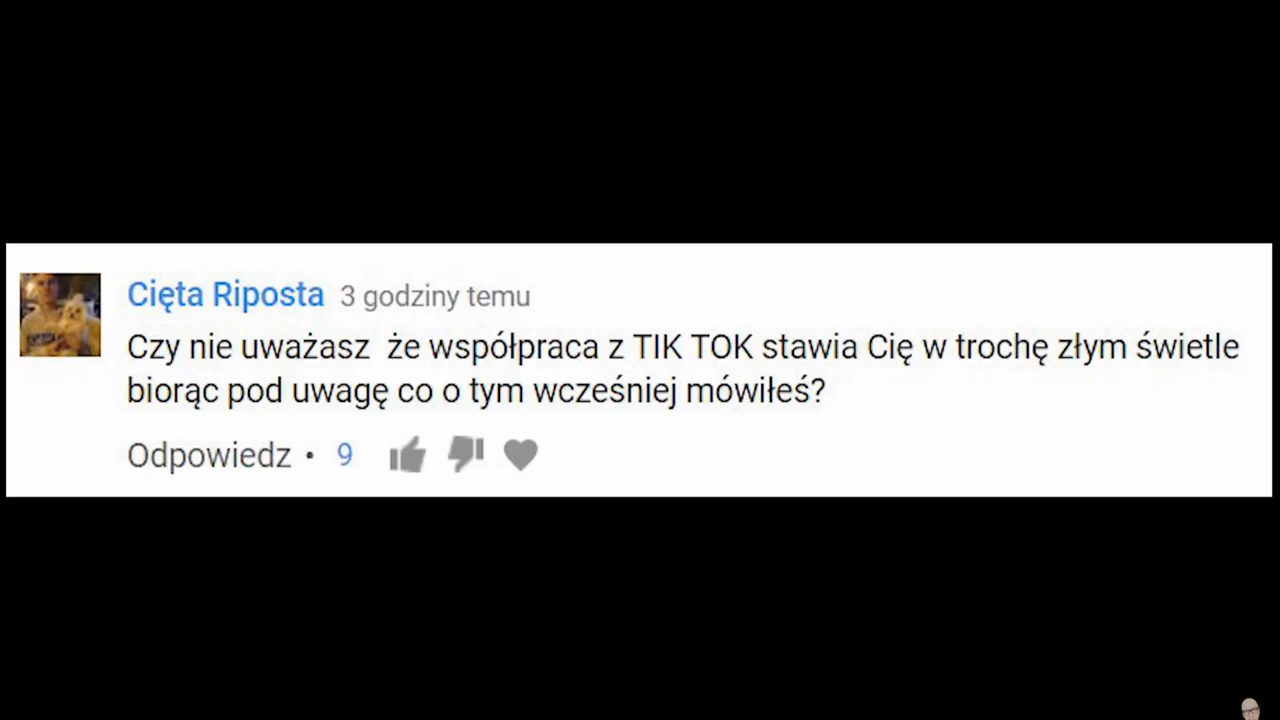 Cięta Riposta 3 godziny temu
Czy nie uważasz  że współpraca z TIK TOK stawia Cię w trochę złym świetle
biorąc pod uwagę co o tym wcześniej mówiłeś?
Odpowiedz • 9